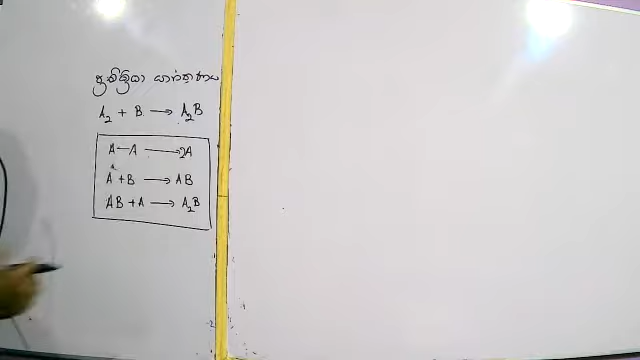 ප්‍රතික්‍රියා යාන්ත්‍රණය
A₂ + B ⟶ A₂B
A—A ⟶ 2A
A + B ⟶ AB
AB + A ⟶ A₂B